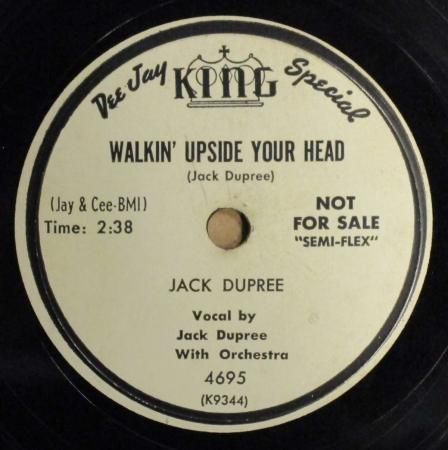 Dee Jay KING Special
WALKIN' UPSIDE YOUR HEAD
(Jack Dupree)
(Jay & Cee-BMI)
Time: 2:38
NOT
FOR SALE
"SEMI-FLEX"
JACK DUPREE
Vocal by
Jack Dupree
With Orchestra
4695
(K9344)